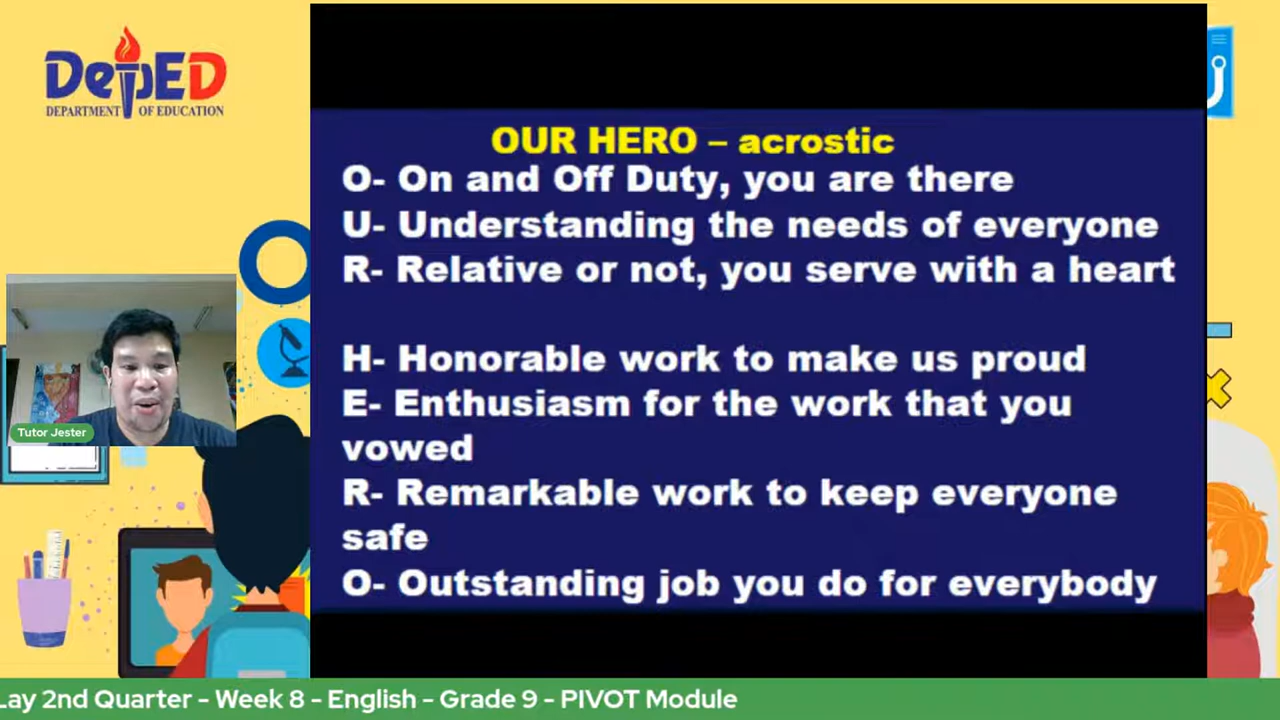 DepED
DEPARTMENT OF EDUCATION
OUR HERO – acrostic
O- On and Off Duty, you are there
U- Understanding the needs of everyone
R- Relative or not, you serve with a heart
H- Honorable work to make us proud
E- Enthusiasm for the work that you
vowed
R- Remarkable work to keep everyone
safe
O- Outstanding job you do for everybody
Tutor Jester
Lay 2nd Quarter - Week 8 - English - Grade 9 - PIVOT Module